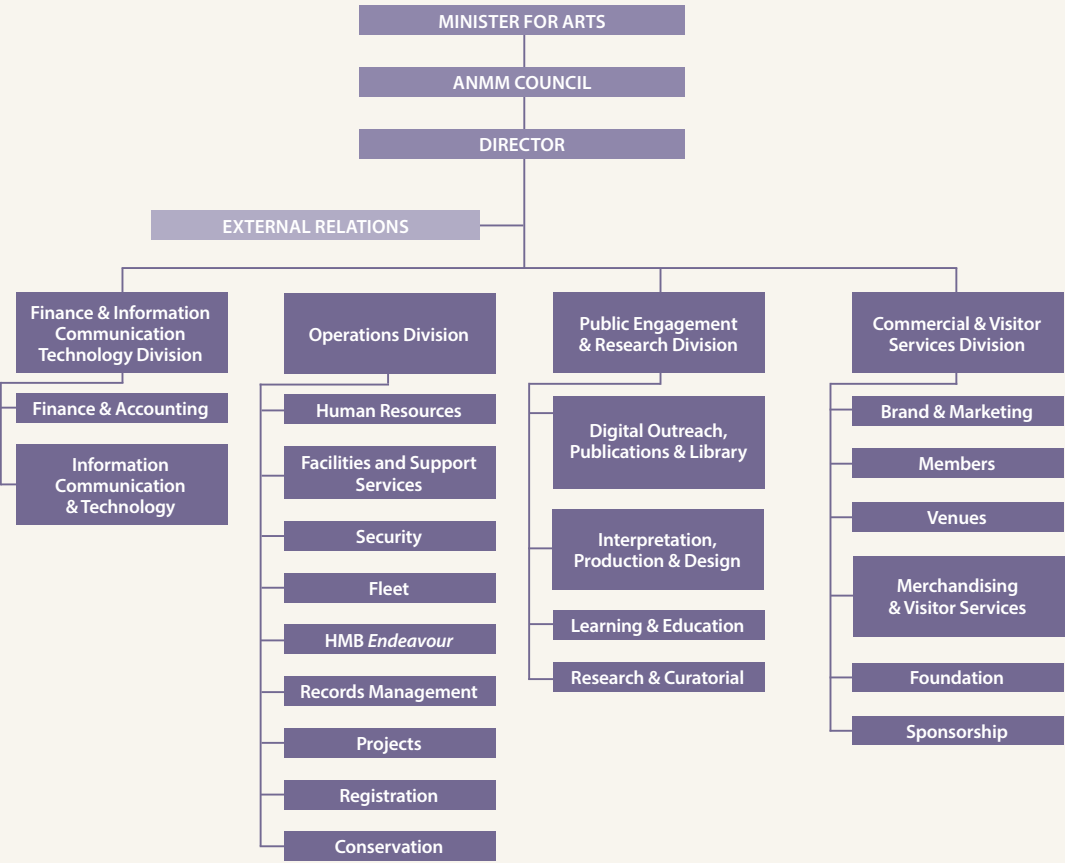 MINISTER FOR ARTS
ANMM COUNCIL
DIRECTOR
EXTERNAL RELATIONS
Finance & Information
Communication
Technology Division
Finance & Accounting
Information
Communication
& Technology
Operations Division
Human Resources
Facilities and Support
Services
Security
Fleet
HMB Endeavour
Records Management
Projects
Registration
Conservation
Public Engagement
& Research Division
Digital Outreach,
Publications & Library
Interpretation,
Production & Design
Learning & Education
Research & Curatorial
Commercial & Visitor
Services Division
Brand & Marketing
Members
Venues
Merchandising
& Visitor Services
Foundation
Sponsorship